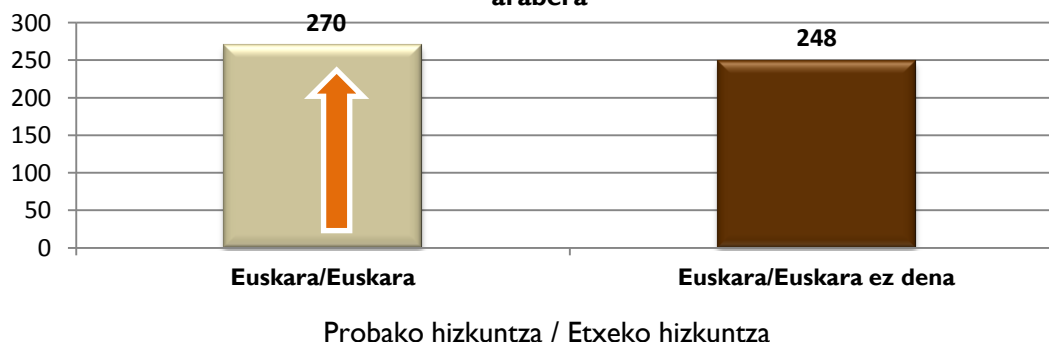 arabera
300
250
200
150
100
50
0
270
248
Euskara/Euskara
Euskara/Euskara ez dena
Probako hizkuntza / Etxeko hizkuntza